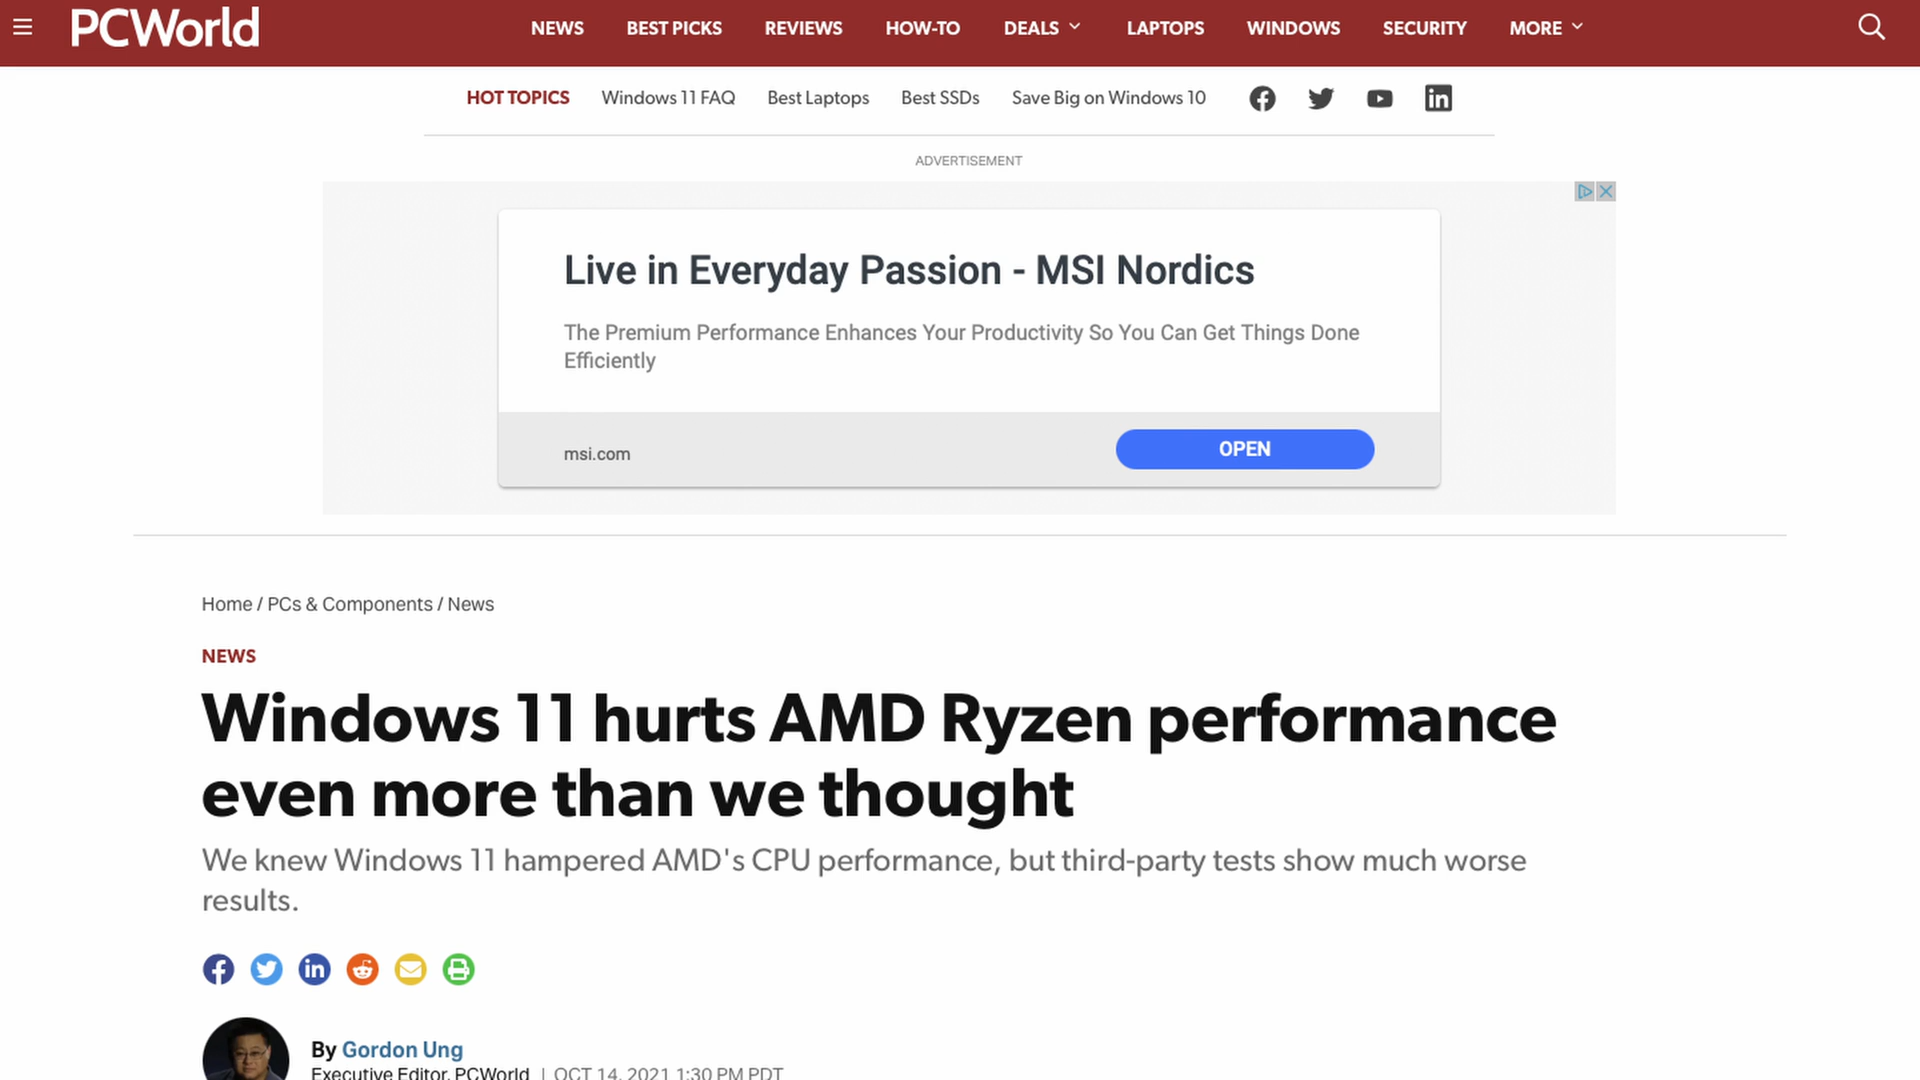 PCWorld
NEWS BEST PICKS REVIEWS HOW-TO DEALS LAPTOPS WINDOWS SECURITY MORE
HOT TOPICS Windows 11 FAQ Best Laptops Best SSDs Save Big on Windows 10
ADVERTISEMENT
Live in Everyday Passion - MSI Nordics
The Premium Performance Enhances Your Productivity So You Can Get Things Done
Efficiently
msi.com
OPEN
Home / PCs & Components / News
NEWS
Windows 11 hurts AMD Ryzen performance
even more than we thought
We knew Windows 11 hampered AMD's CPU performance, but third-party tests show much worse
results.
By Gordon Ung
Executive Editor, PCWorld | OCT 14, 2021 1:30 PM PDT